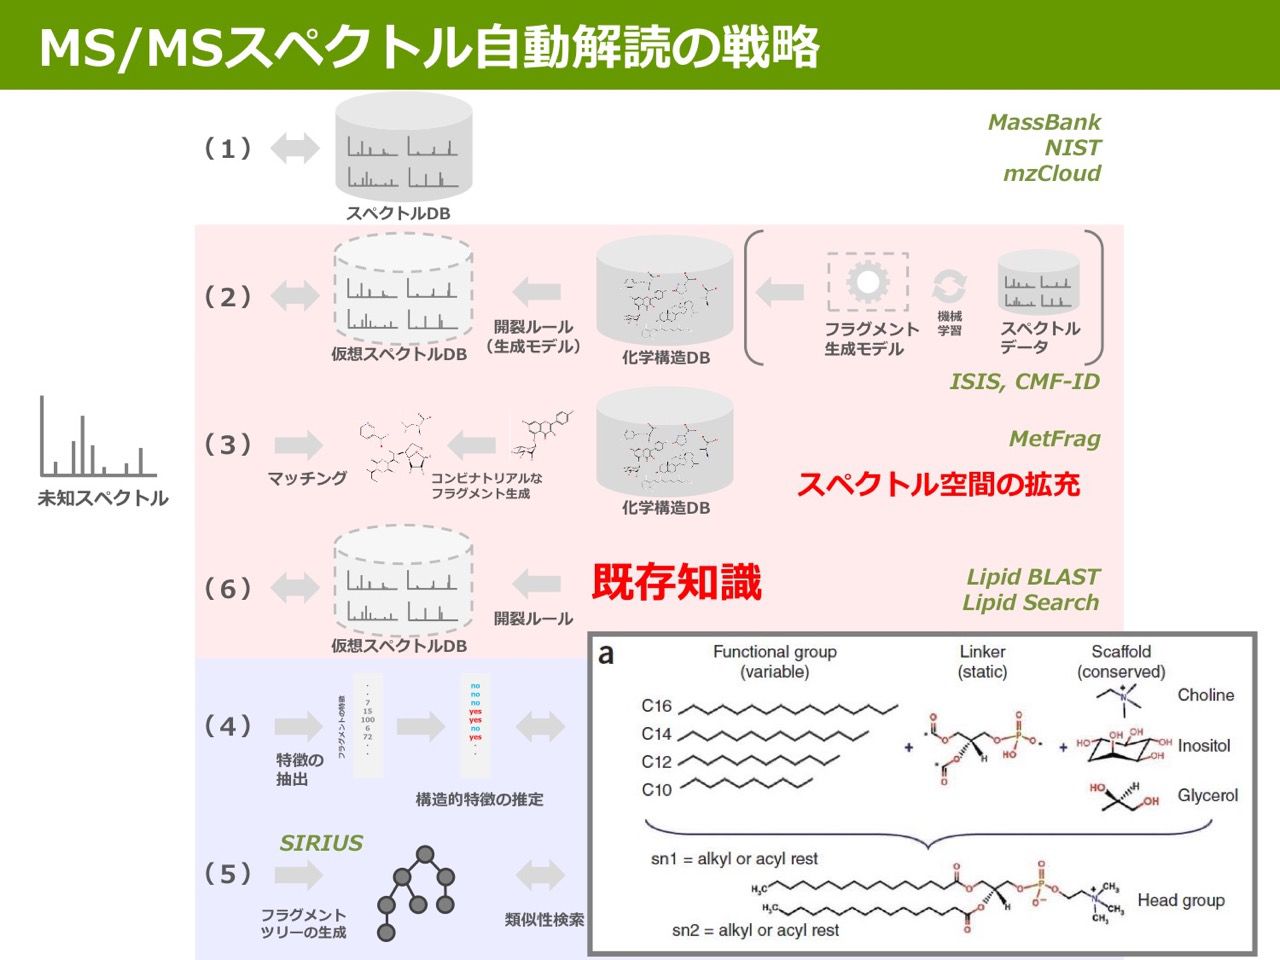 MS/MSスペクトル自動解読の戦略
（1）
スペクトルDB
MassBank
NIST
mzCloud
（2）
仮想スペクトルDB
開裂ルール
（生成モデル）
化学構造DB
フラグメント
生成モデル
機械
学習
スペクトル
データ
ISIS, CMF-ID
未知スペクトル
（3）
マッチング
コンビナトリアルな
フラグメント生成
化学構造DB
MetFrag
スペクトル空間の拡充
（6）
仮想スペクトルDB
開裂ルール
既存知識
Lipid BLAST
Lipid Search
（4）
特徴の
抽出
7
15
100
6
72
no
no
no
yes
yes
no
yes
構造的特徴の推定
（5）
SIRIUS
フラグメント
ツリーの生成
類似性検索
a
Functional group
(variable)
Linker
(static)
Scaffold
(conserved)
C16
C14
C12
C10
+
+
Choline
Inositol
Glycerol
sn1 = alkyl or acyl rest
sn2 = alkyl or acyl rest
Head group